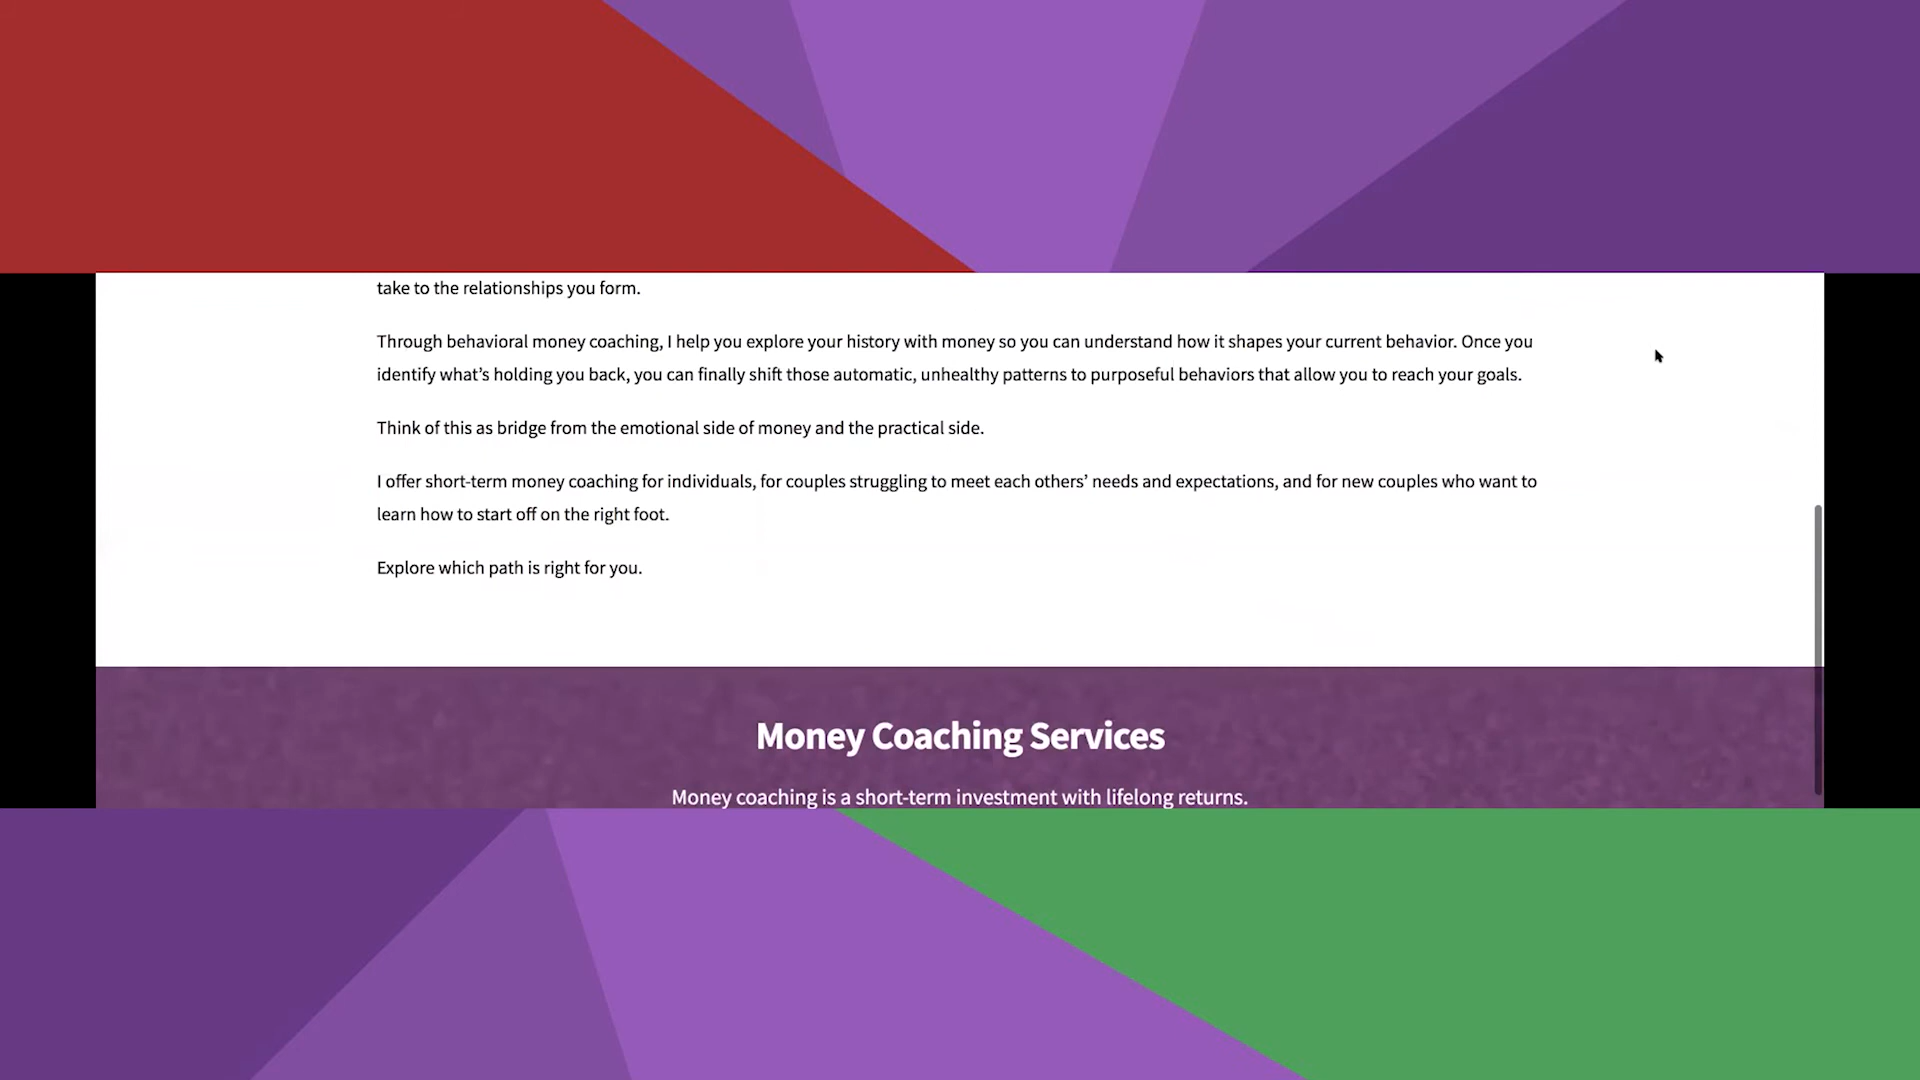 take to the relationships you form.
Through behavioral money coaching, I help you explore your history with money so you can understand how it shapes your current behavior. Once you
identify what’s holding you back, you can finally shift those automatic, unhealthy patterns to purposeful behaviors that allow you to reach your goals.
Think of this as bridge from the emotional side of money and the practical side.
I offer short-term money coaching for individuals, for couples struggling to meet each others’ needs and expectations, and for new couples who want to
learn how to start off on the right foot.
Explore which path is right for you.
Money Coaching Services
Money coaching is a short-term investment with lifelong returns.